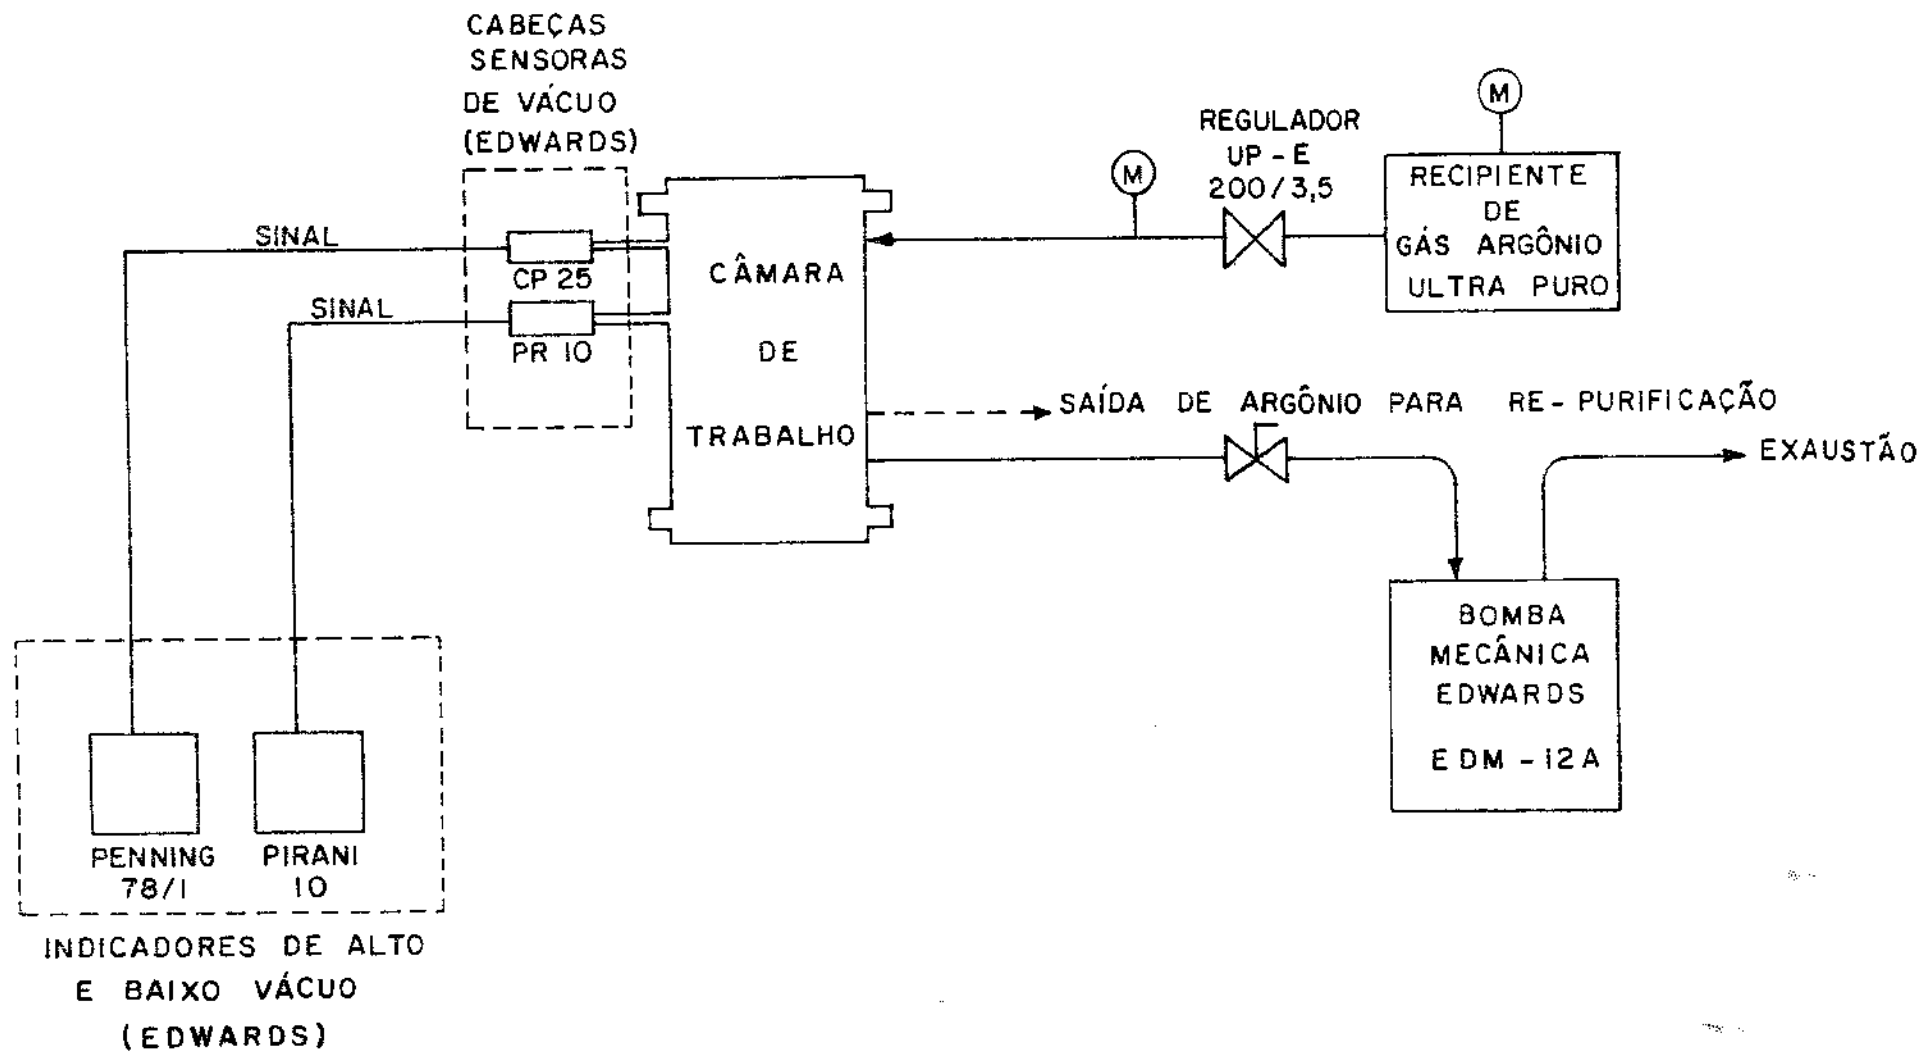 CABEÇAS
SENSORAS
DE VÁCUO
(EDWARDS)
SINAL
CP 25
SINAL
PR 10
CÂMARA
DE
TRABALHO
M
REGULADOR
UP - E
200/3,5
M
RECIPIENTE
DE
GÁS ARGÔNIO
ULTRA PURO
SAÍDA DE ARGÔNIO PARA RE-PURIFICAÇÃO
EXAUSTÃO
BOMBA
MECÂNICA
EDWARDS
EDM - 12A
PENNING
78/1
PIRANI
10
INDICADORES DE ALTO
E BAIXO VÁCUO
(EDWARDS)